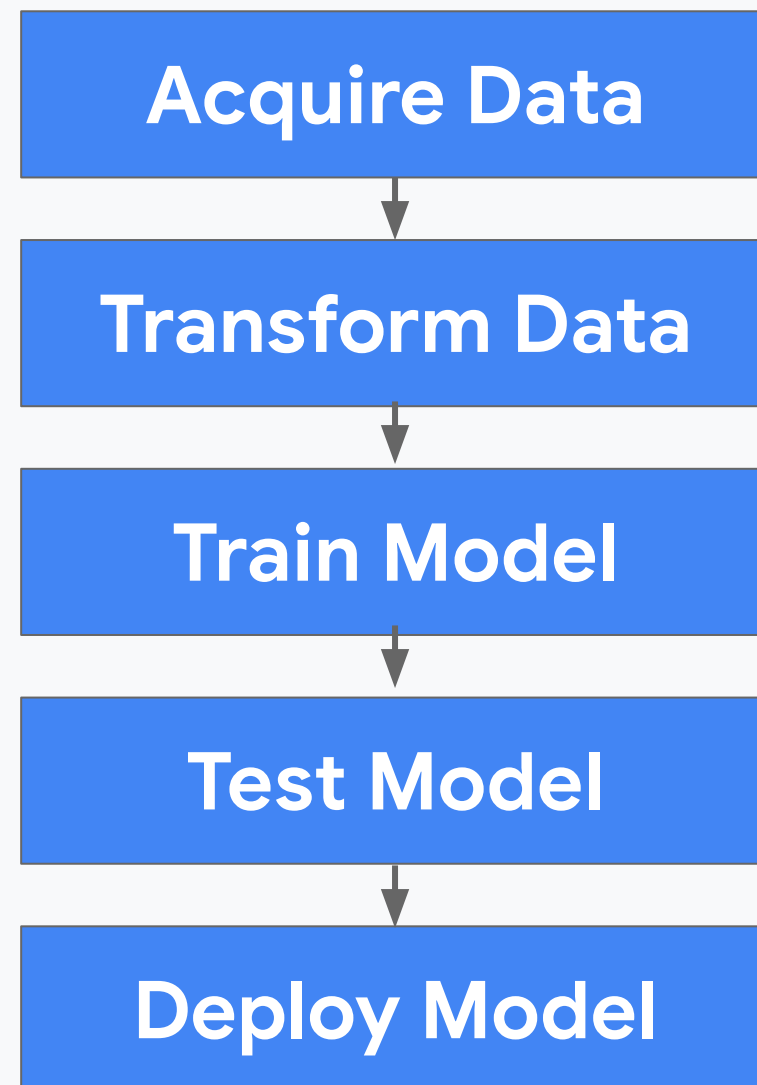 Acquire Data
Transform Data
Train Model
Test Model
Deploy Model